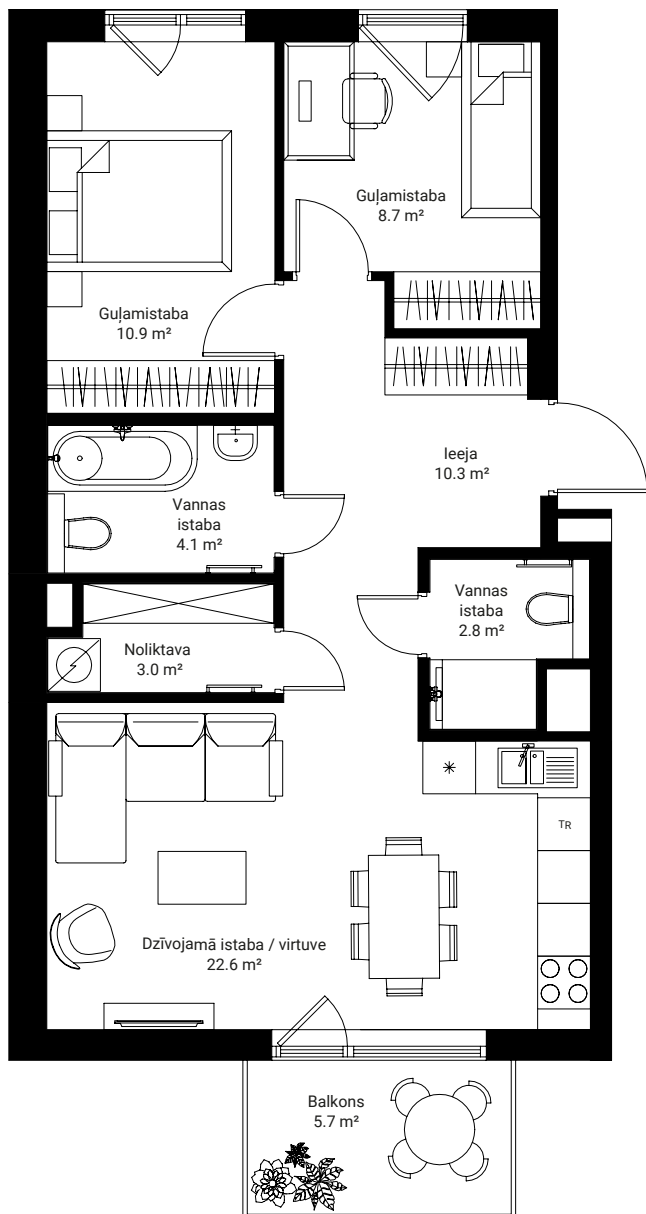 Guļamistaba
8.7 m²
Guļamistaba
10.9 m²
Ieeja
10.3 m²
Vannas
istaba
4.1 m²
Vannas
istaba
2.8 m²
Noliktava
3.0 m²
TR
Dzīvojamā istaba / virtuve
22.6 m²
Balkons
5.7 m²